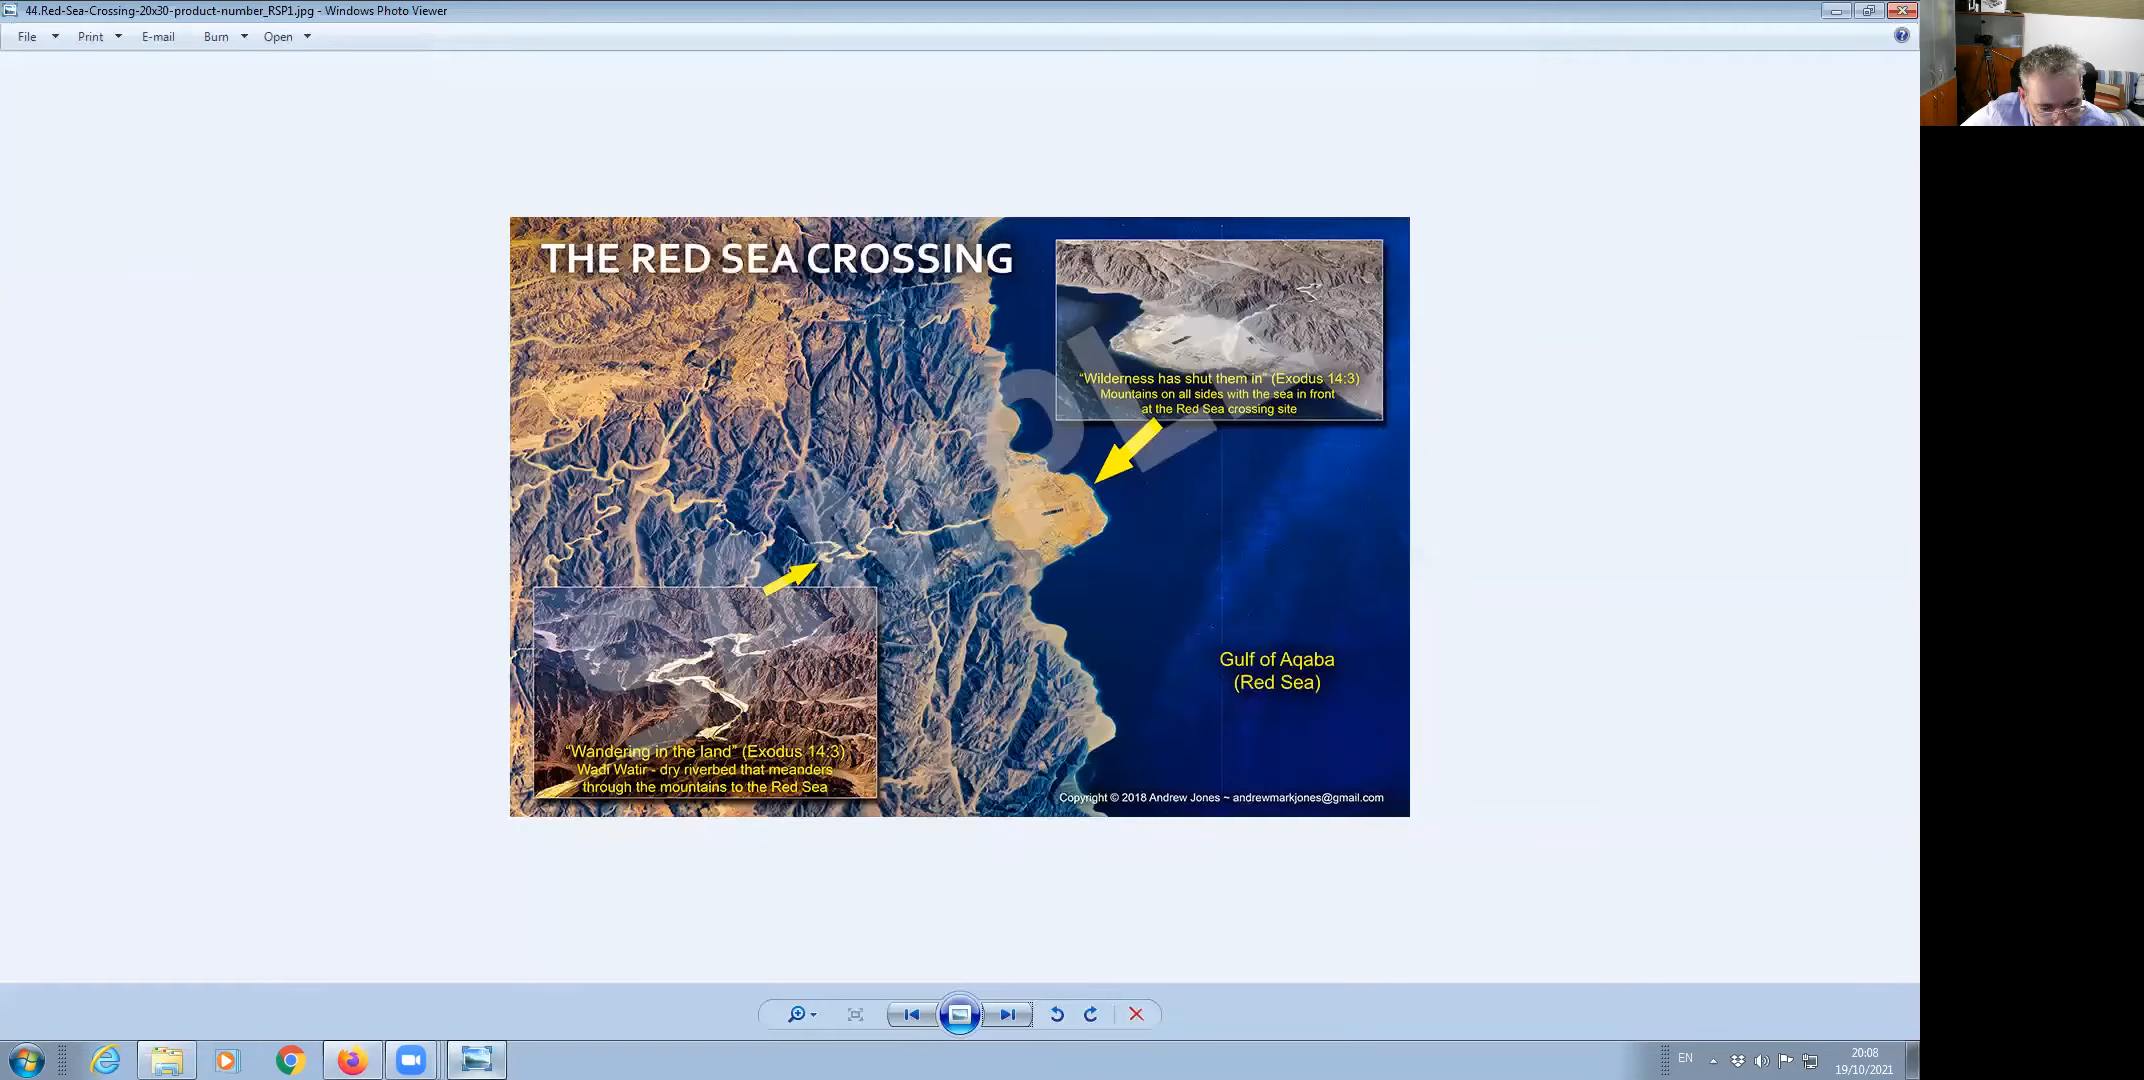 44.Red-Sea-Crossing-20x30-product-number_RSP1.jpg - Windows Photo Viewer
File Print E-mail Burn Open
THE RED SEA CROSSING
"Wilderness has shut them in" (Exodus 14:3)
Mountains on all sides with the sea in front
at the Red Sea crossing site
SAMPLE
Gulf of Aqaba
(Red Sea)
"Wandering in the land" (Exodus 14:3)
Wadi Watir - dry riverbed that meanders
through the mountains to the Red Sea
Copyright © 2018 Andrew Jones ~ andrewmarkjones@gmail.com
EN
20:08
19/10/2021